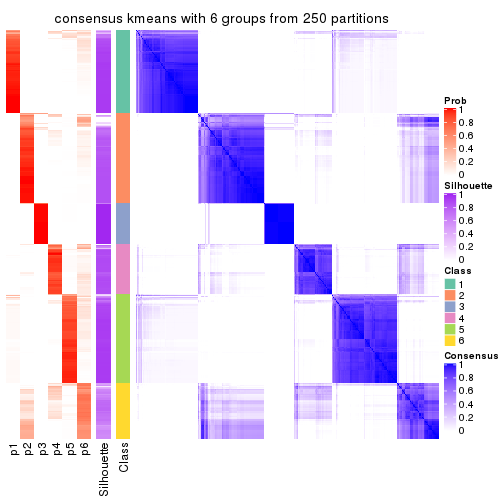 consensus kmeans with 6 groups from 250 partitions
Prob
1
0.8
0.6
0.4
0.2
0
Silhouette
1
0.8
0.6
0.4
0.2
0
Class
1
2
3
4
5
6
Consensus
1
0.8
0.6
0.4
0.2
0
p1
p2
p3
p4
p5
p6
Silhouette
Class